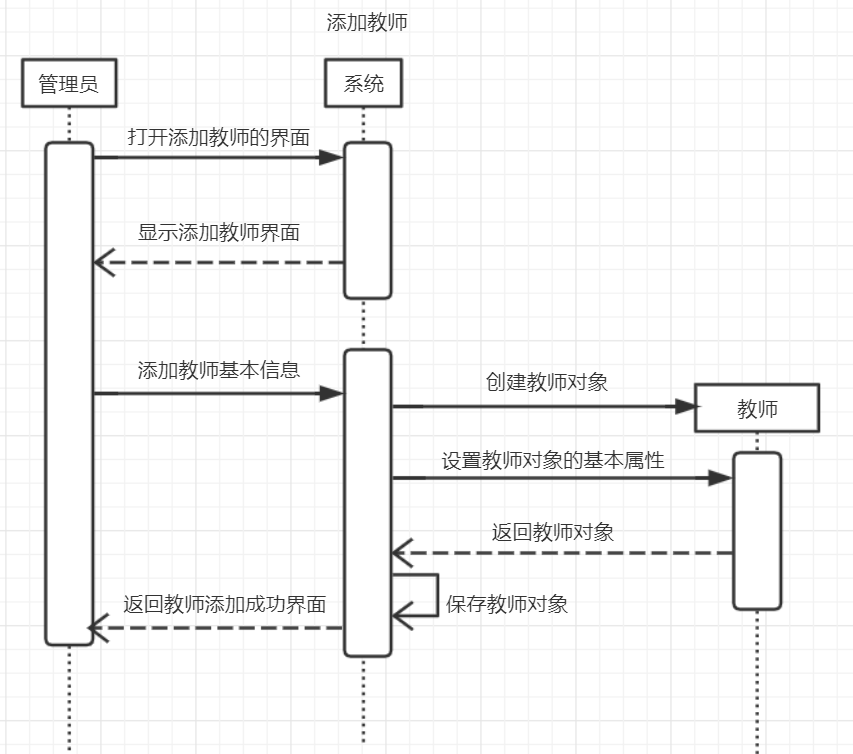 添加教师
管理员
系统
打开添加教师的界面
显示添加教师界面
添加教师基本信息
创建教师对象
教师
设置教师对象的基本属性
返回教师对象
返回教师添加成功界面
保存教师对象